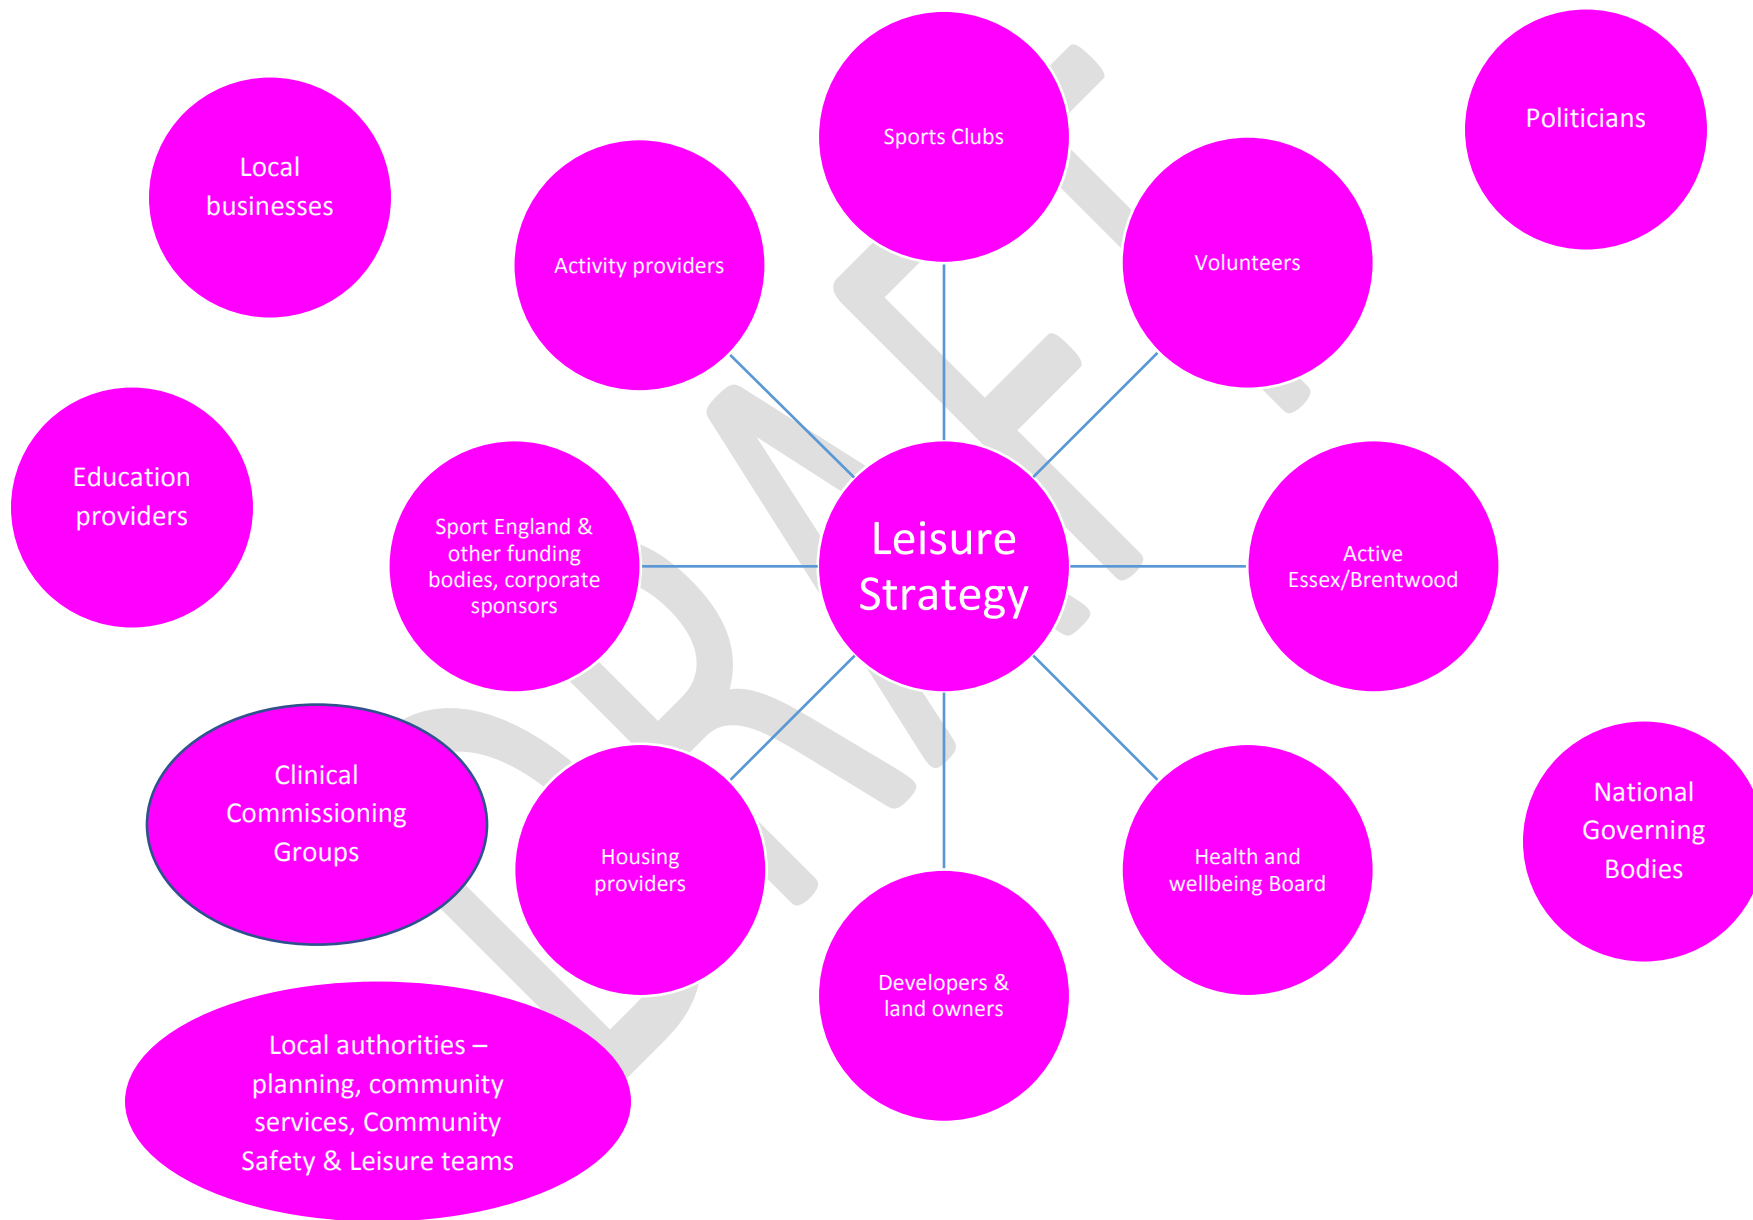 Sports Clubs
Politicians
Local
businesses
Activity providers
Volunteers
Education
providers
Sport England &
other funding
bodies, corporate
sponsors
Leisure
Strategy
Active
Essex/Brentwood
Clinical
Commissioning
Groups
Housing
providers
Health and
wellbeing Board
National
Governing
Bodies
Developers &
land owners
Local authorities –
planning, community
services, Community
Safety & Leisure teams
DRAFT